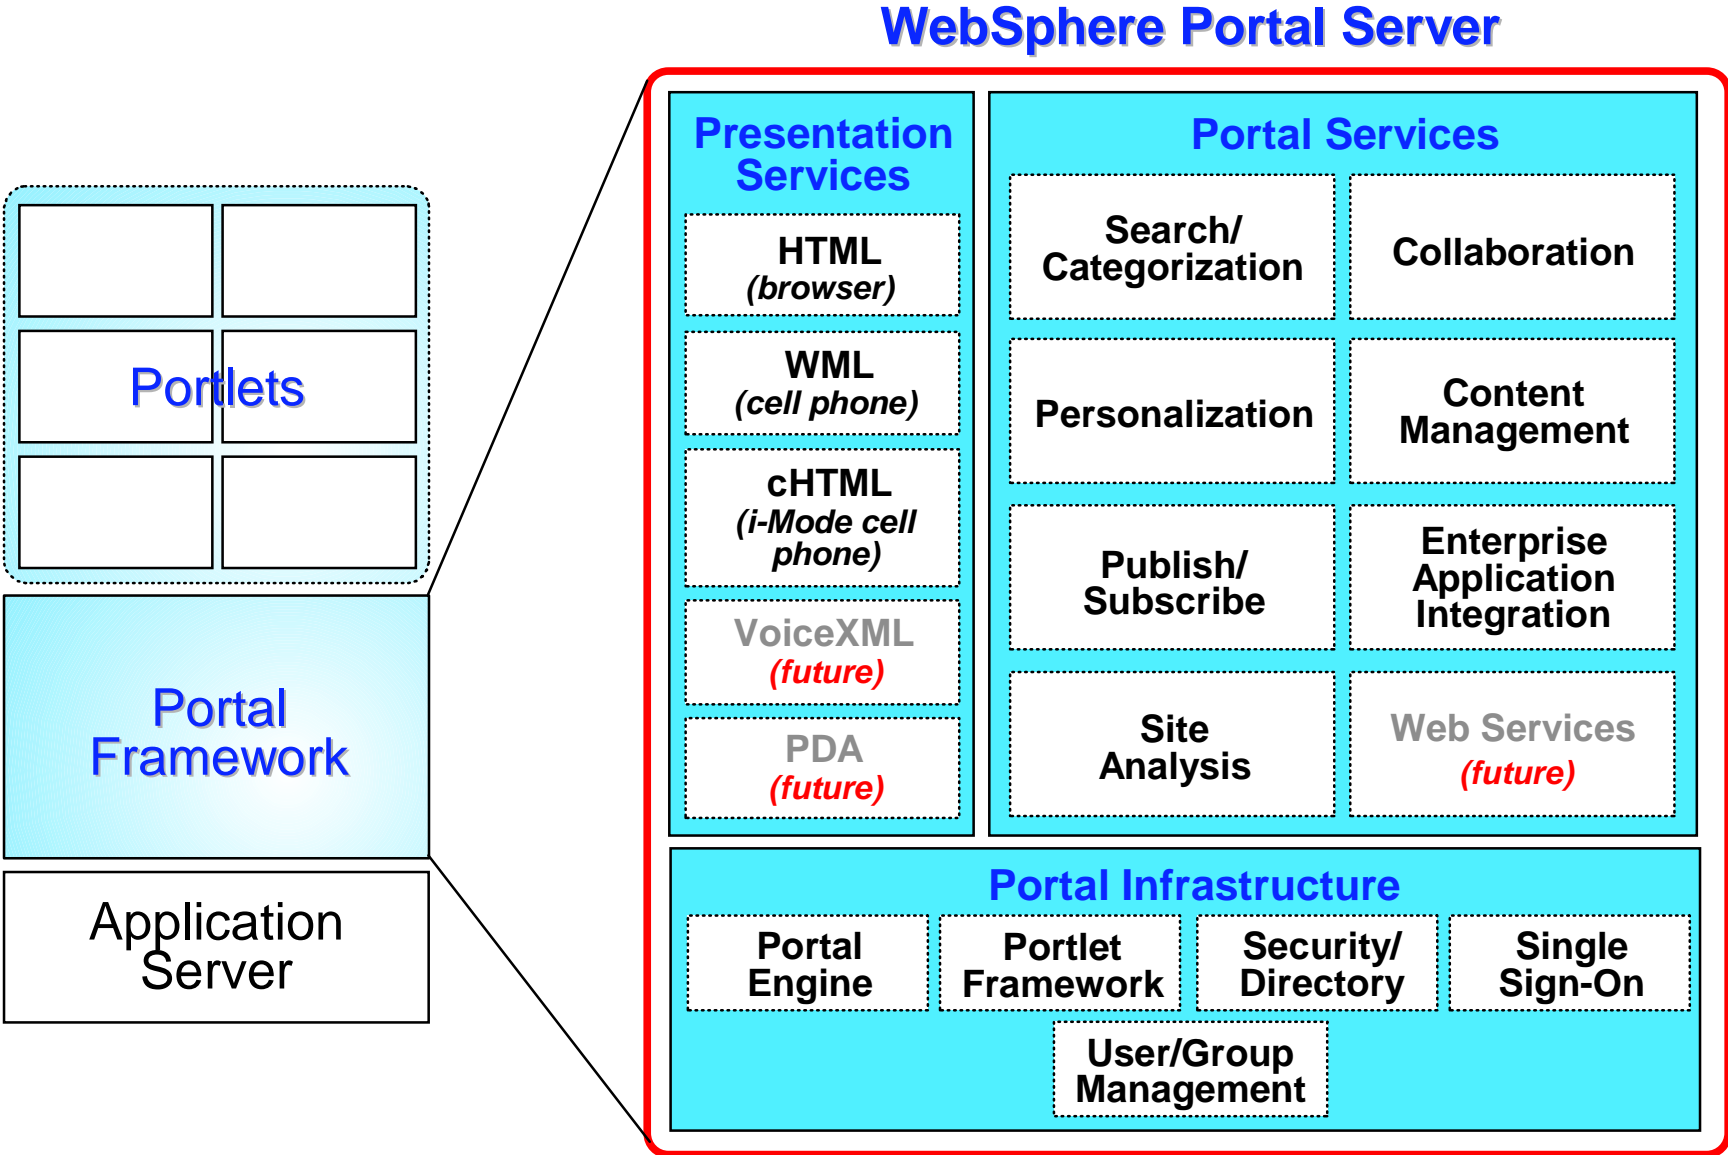 WebSphere Portal Server
Portlets
Portal
Framework
Application
Server
Presentation
Services
HTML
(browser)
WML
(cell phone)
cHTML
(i-Mode cell
phone)
VoiceXML
(future)
PDA
(future)
Portal Services
Search/
Categorization
Collaboration
Personalization
Content
Management
Publish/
Subscribe
Enterprise
Application
Integration
Site
Analysis
Web Services
(future)
Portal Infrastructure
Portal
Engine
Portlet
Framework
Security/
Directory
Single
Sign-On
User/Group
Management